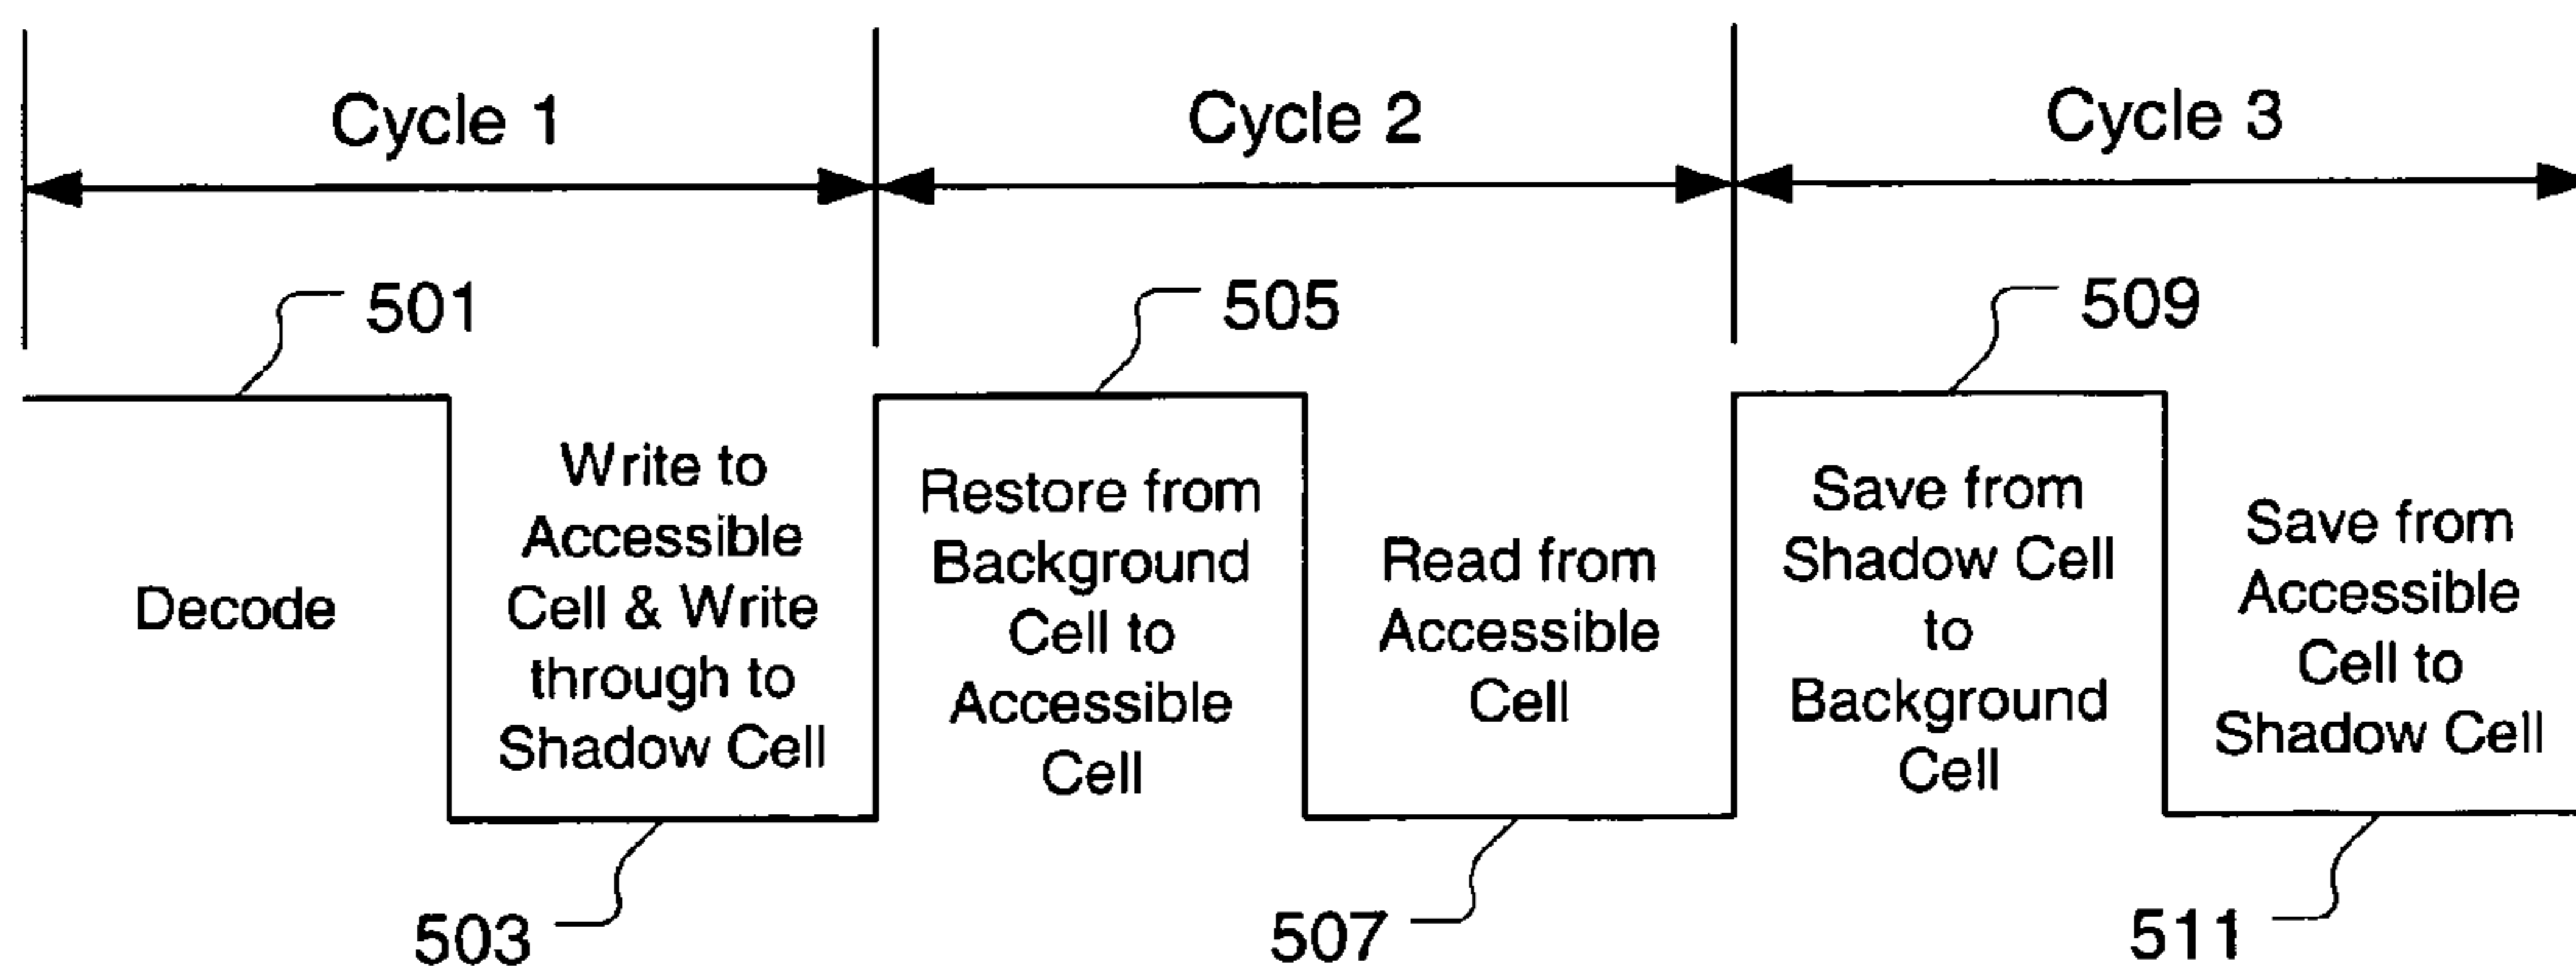 Cycle 1
Cycle 2
Cycle 3
501
505
509
Decode
Write to
Accessible
Cell & Write
through to
Shadow Cell
Restore from
Background
Cell to
Accessible
Cell
Read from
Accessible
Cell
Save from
Shadow Cell
to
Background
Cell
Save from
Accessible
Cell to
Shadow Cell
503
507
511